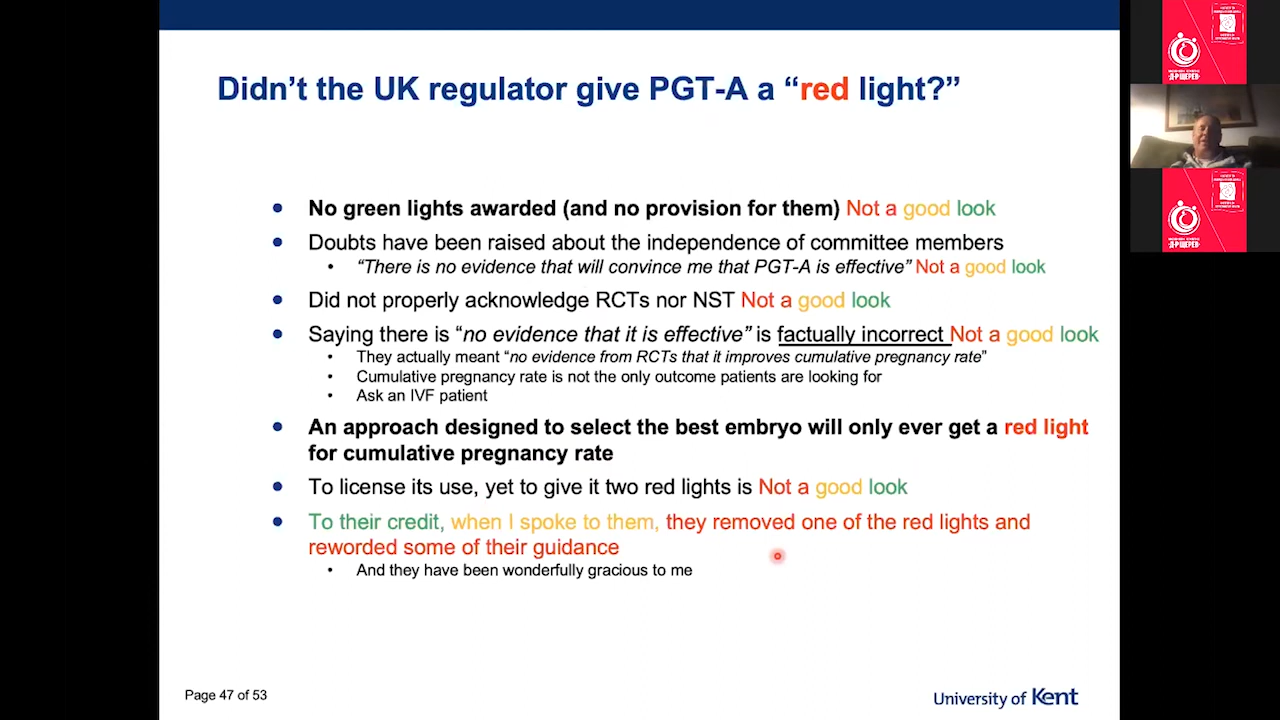 Didn't the UK regulator give PGT-A a “red light?”
• No green lights awarded (and no provision for them) Not a good look
• Doubts have been raised about the independence of committee members
• “There is no evidence that will convince me that PGT-A is effective” Not a good look
• Did not properly acknowledge RCTs nor NST Not a good look
• Saying there is “no evidence that it is effective” is factually incorrect Not a good look
• They actually meant “no evidence from RCTs that it improves cumulative pregnancy rate”
• Cumulative pregnancy rate is not the only outcome patients are looking for
• Ask an IVF patient
• An approach designed to select the best embryo will only ever get a red light
for cumulative pregnancy rate
• To license its use, yet to give it two red lights is Not a good look
• To their credit, when I spoke to them, they removed one of the red lights and
reworded some of their guidance
• And they have been wonderfully gracious to me
Page 47 of 53
University of Kent